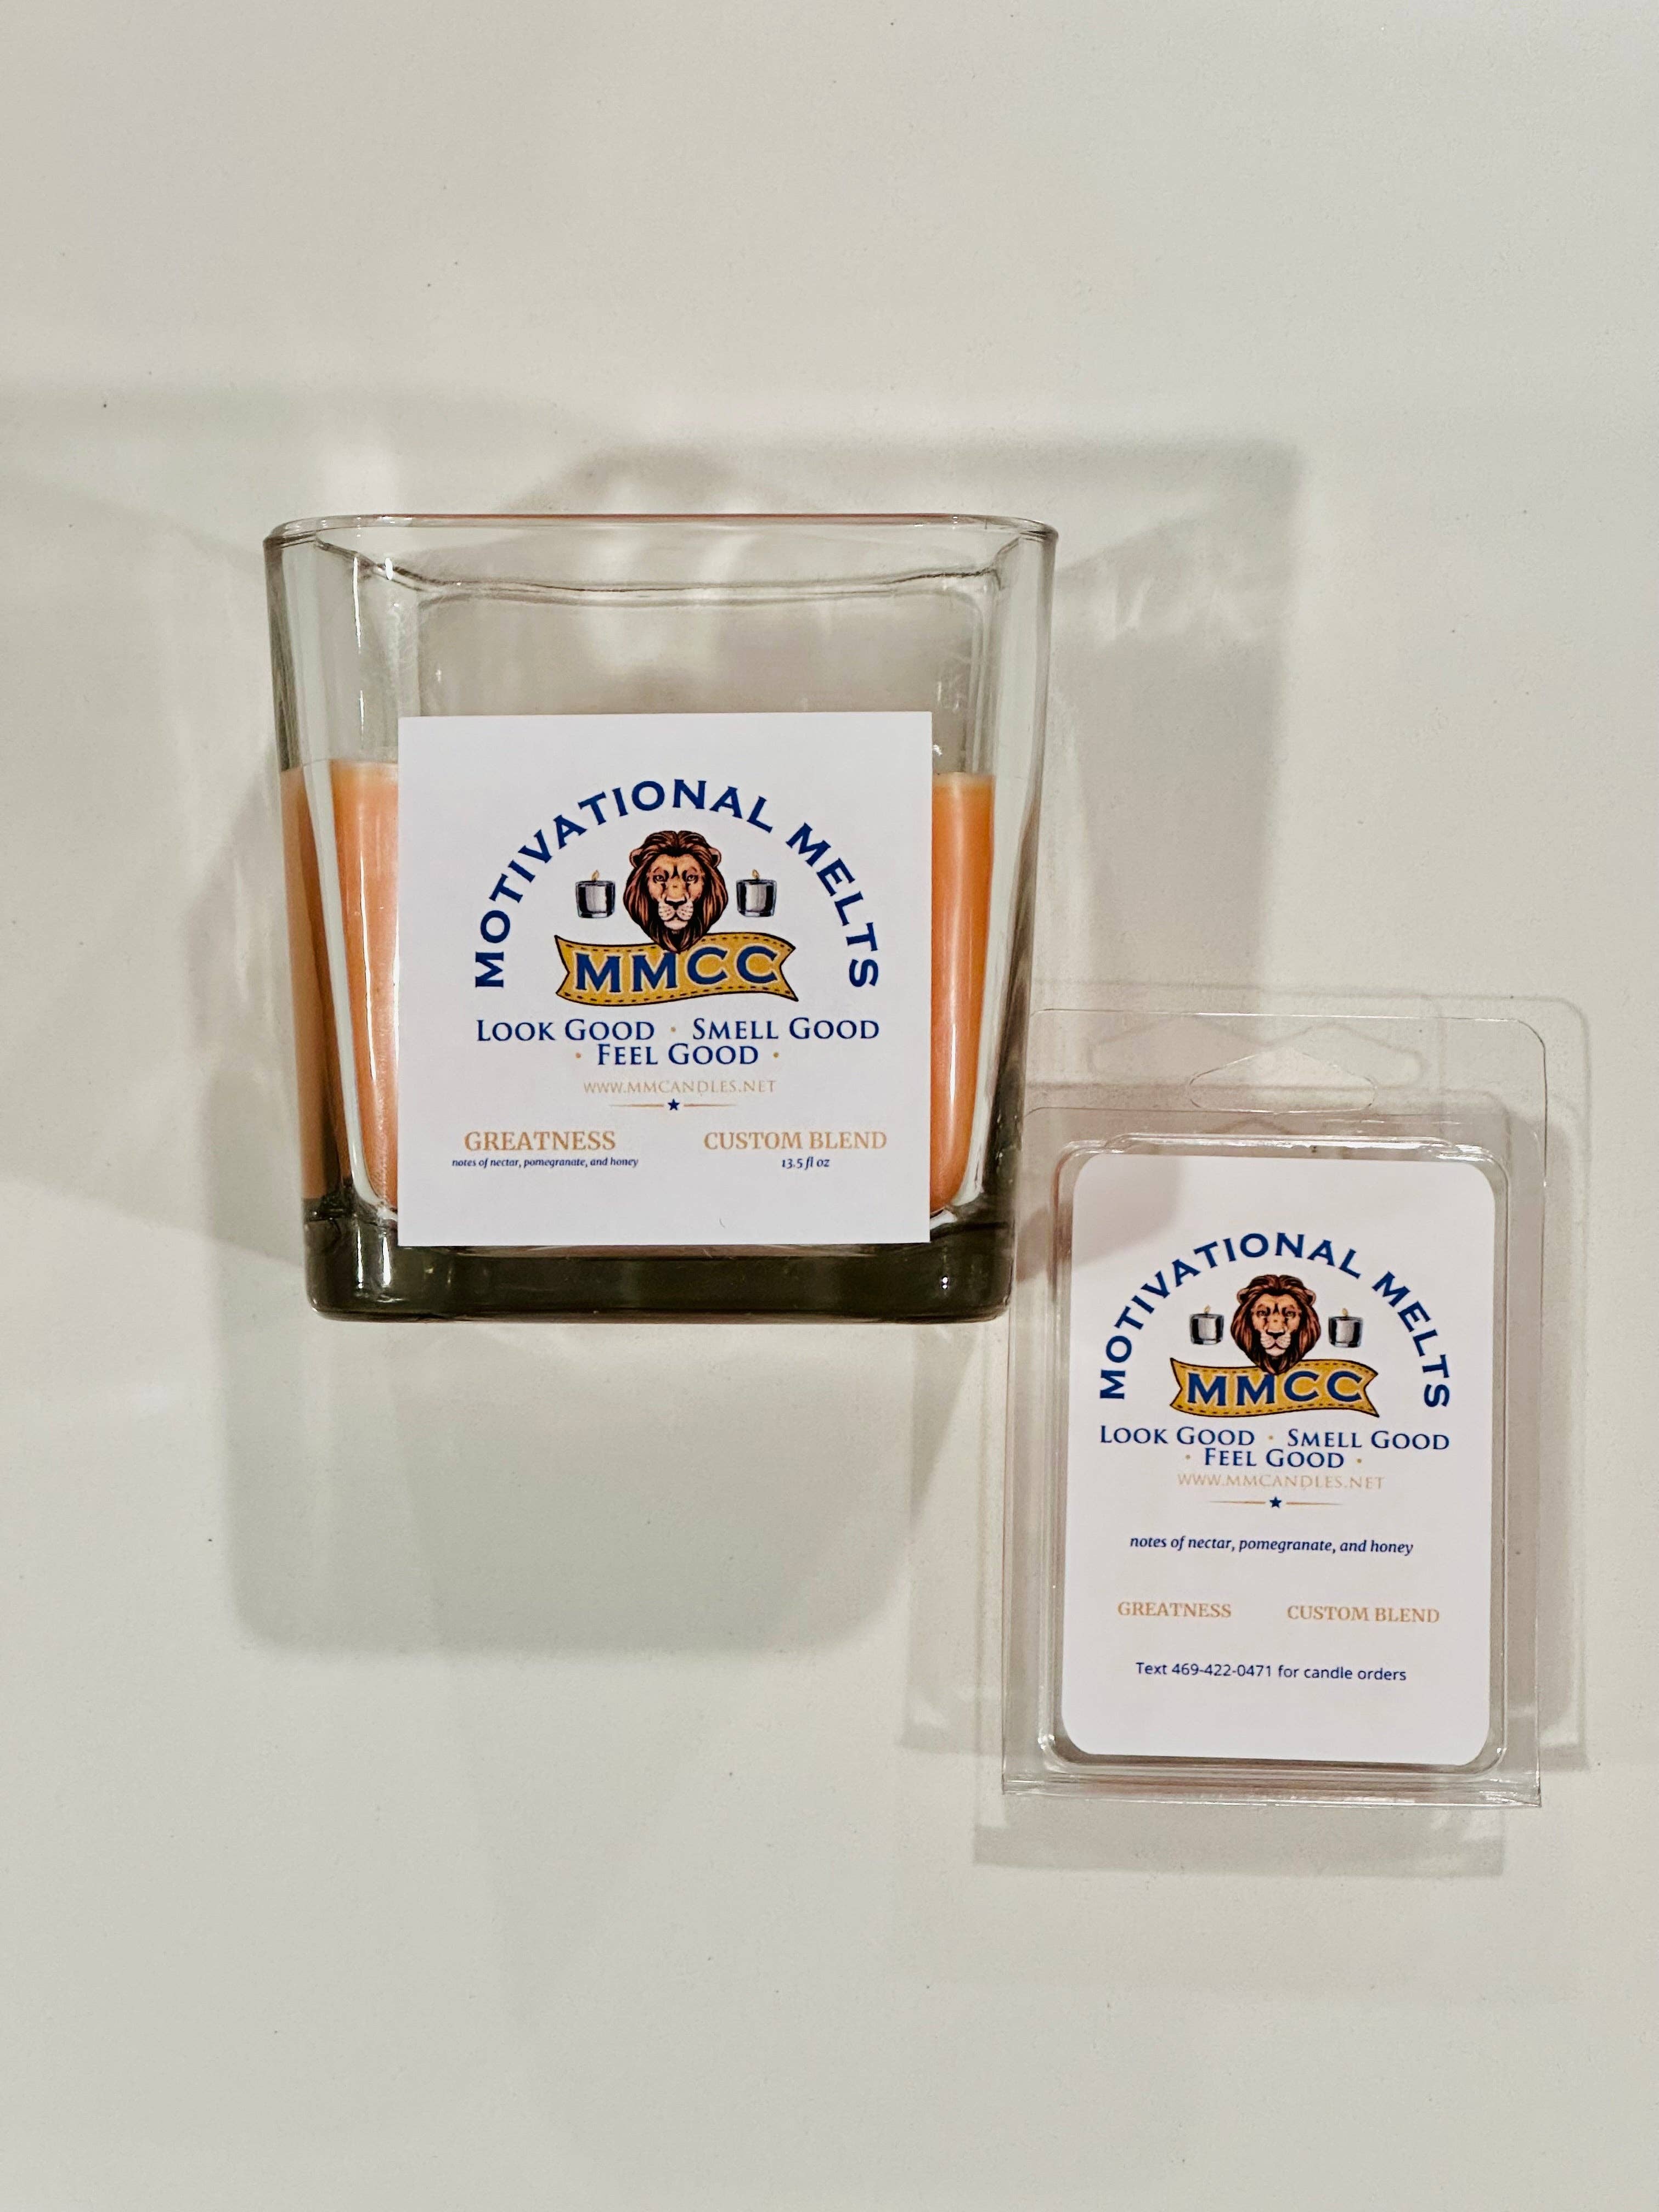 MOTIVATIONAL MELTS
MMCC
LOOK GOOD · SMELL GOOD
· FEEL GOOD ·
WWW.MMCANDLES.NET
GREATNESS CUSTOM BLEND
notes of nectar, pomegranate, and honey 13.5 fl oz
MOTIVATIONAL MELTS
MMCC
LOOK GOOD · SMELL GOOD
· FEEL GOOD ·
WWW.MMCANDLES.NET
notes of nectar, pomegranate, and honey
GREATNESS CUSTOM BLEND
Text 469-422-0471 for candle orders